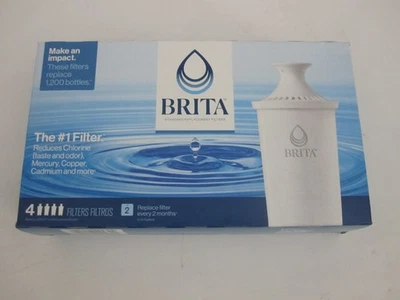 Make an
impact.
These filters
replace
1,200 bottles.*
BRITA®
The #1 Filter.
Reduces Chlorine
(taste and odor),
Mercury, Copper,
Cadmium and more
BRITA®
4 FILTERS FILTROS
2 Replace filter
every 2 months